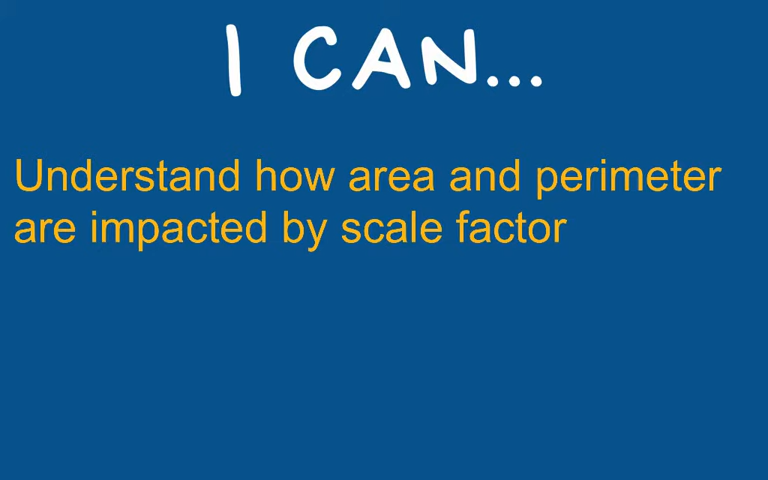 I CAN...
Understand how area and perimeter
are impacted by scale factor